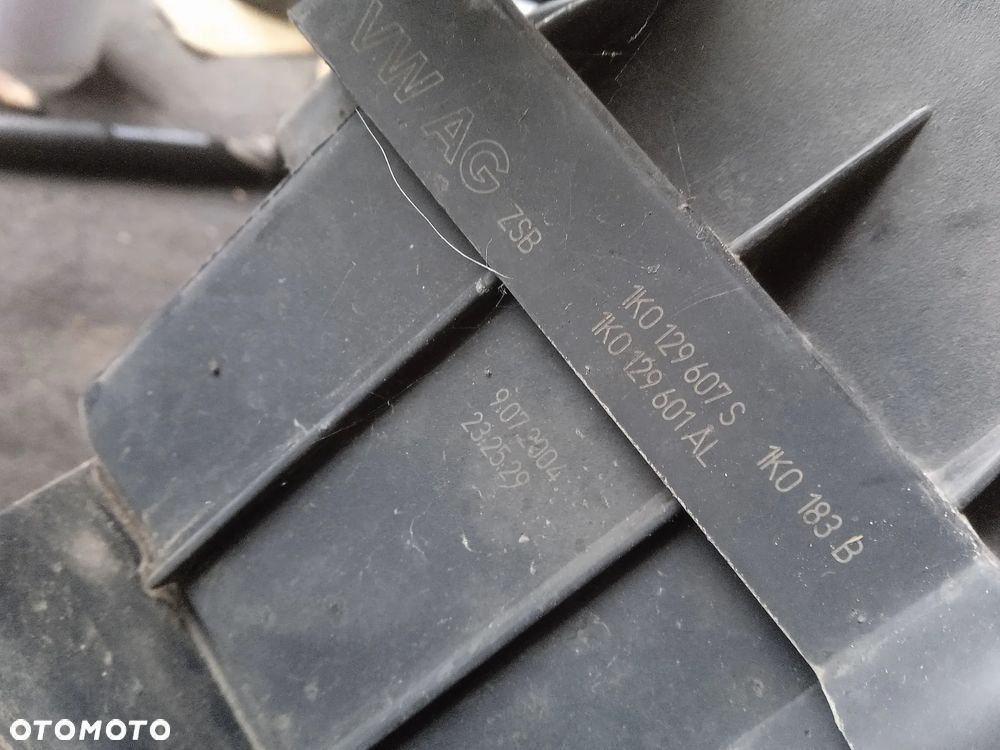 VW AG ZSB
1K0 129 607 S
1K0 129 601 AL
1K0 183 B
9.07.2004
23:25:29
OTOMOTO